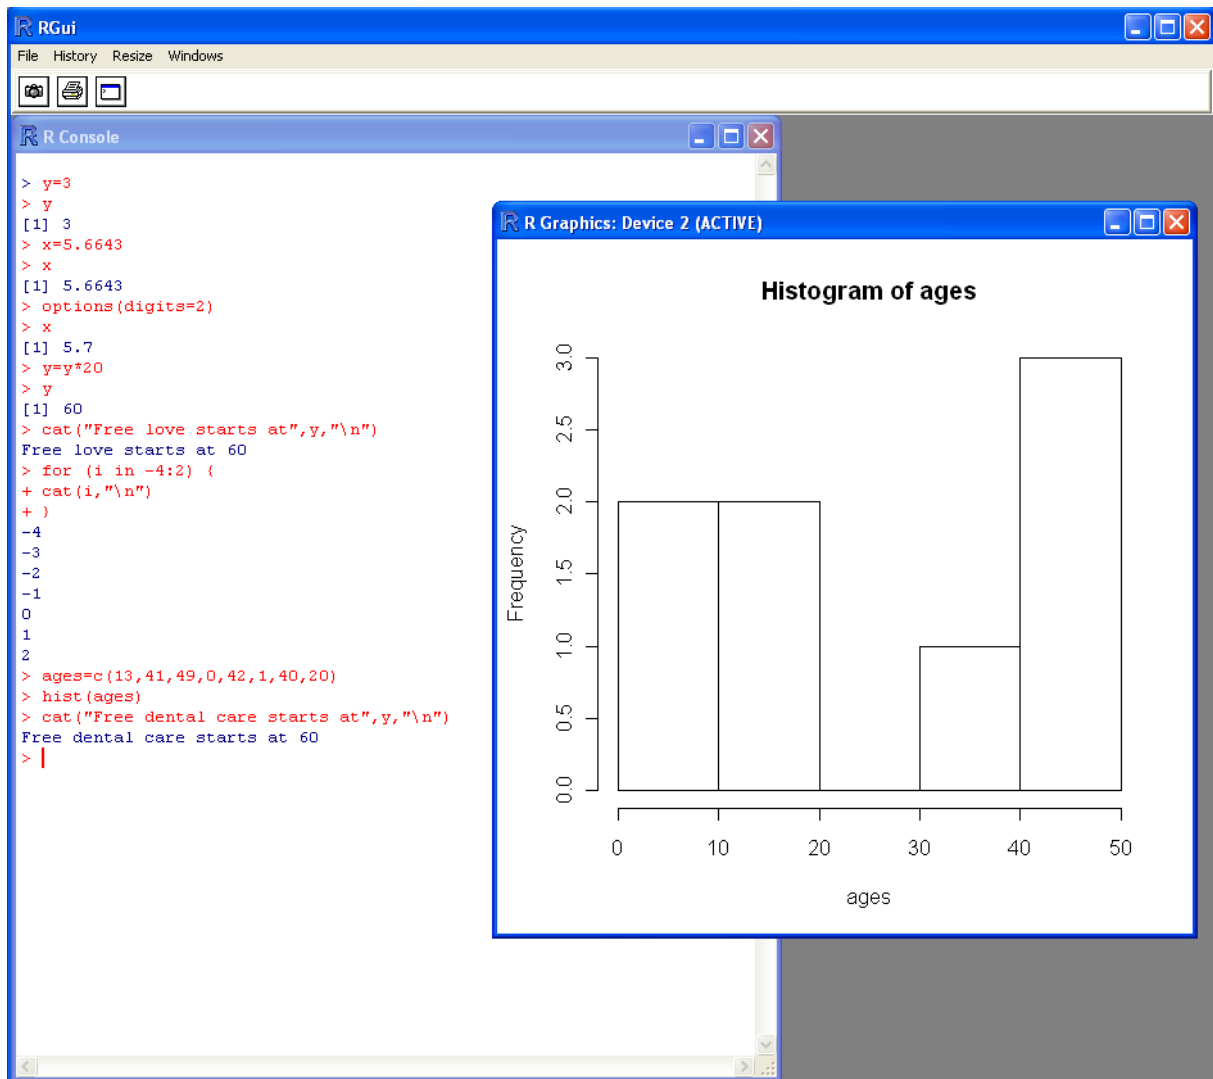 RGui
File History Resize Windows
R Console
> y=3
> y
[1] 3
> x=5.6643
> x
[1] 5.6643
> options(digits=2)
> x
[1] 5.7
> y=y*20
> y
[1] 60
> cat("Free love starts at",y,"\n")
Free love starts at 60
> for (i in -4:2) {
+ cat(i,"\n")
+ }
-4
-3
-2
-1
0
1
2
> ages=c(13,41,49,0,42,1,40,20)
> hist(ages)
> cat("Free dental care starts at",y,"\n")
Free dental care starts at 60
>
R Graphics: Device 2 (ACTIVE)
Histogram of ages
Frequency
3.0
2.5
2.0
1.5
1.0
0.5
0.0
0 10 20 30 40 50
ages